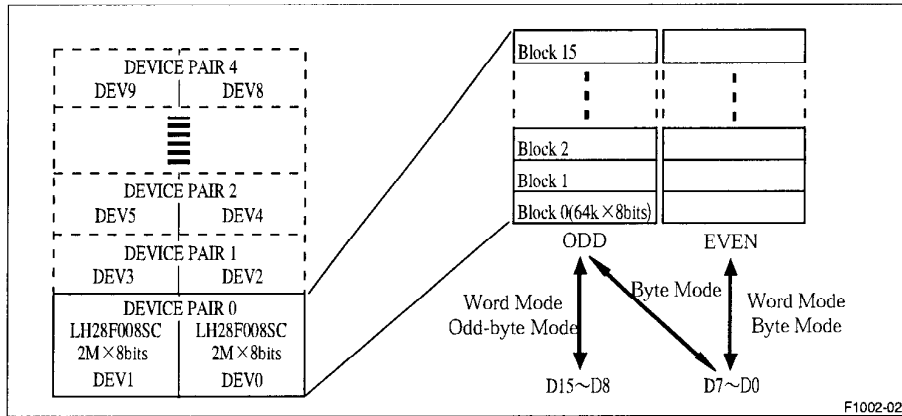 DEVICE PAIR 4
DEV9 DEV8
DEVICE PAIR 2
DEV5 DEV4
DEVICE PAIR 1
DEV3 DEV2
DEVICE PAIR 0
LH28F008SC LH28F008SC
2M×8bits 2M×8bits
DEV1 DEV0
Block 15
Block 2
Block 1
Block 0(64k×8bits)
ODD EVEN
Byte Mode
Word Mode
Odd-byte Mode
Word Mode
Byte Mode
D15～D8 D7～D0
F1002-02